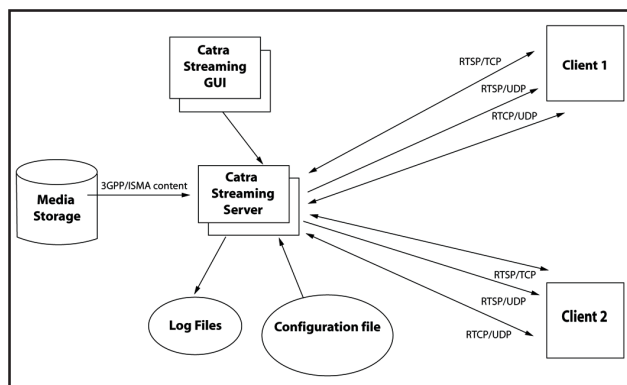 Catra
Streaming
GUI
RTSP/TCP
Client 1
RTSP/UDP
RTCP/UDP
Media
Storage
3GPP/ISMA content
Catra
Streaming
Server
RTSP/TCP
RTSP/UDP
RTCP/UDP
Client 2
Log Files
Configuration file